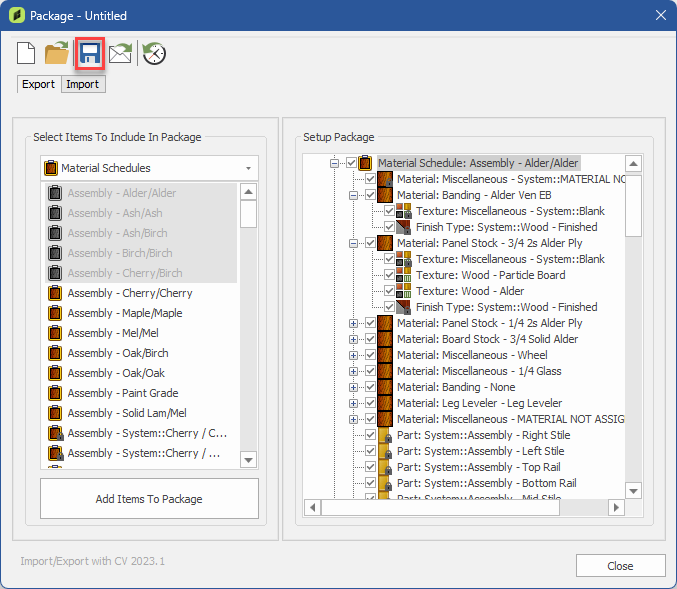 Package - Untitled
Export
Import
Select Items To Include In Package
Material Schedules
Assembly - Alder/Alder
Assembly - Ash/Ash
Assembly - Ash/Birch
Assembly - Birch/Birch
Assembly - Cherry/Birch
Assembly - Cherry/Cherry
Assembly - Maple/Maple
Assembly - Mel/Mel
Assembly - Oak/Birch
Assembly - Oak/Oak
Assembly - Paint Grade
Assembly - Solid Lam/Mel
Assembly - System::Cherry / C...
Assembly - System::Cherry / ...
Add Items To Package
Setup Package
Material Schedule: Assembly - Alder/Alder
Material: Miscellaneous - System::MATERIAL NO
Material: Banding - Alder Ven EB
Texture: Miscellaneous - System::Blank
Finish Type: System::Wood - Finished
Material: Panel Stock - 3/4 2s Alder Ply
Texture: Miscellaneous - System::Blank
Texture: Wood - Particle Board
Texture: Wood - Alder
Finish Type: System::Wood - Finished
Material: Panel Stock - 1/4 2s Alder Ply
Material: Board Stock - 3/4 Solid Alder
Material: Miscellaneous - Wheel
Material: Miscellaneous - 1/4 Glass
Material: Banding - None
Material: Leg Leveler - Leg Leveler
Material: Miscellaneous - MATERIAL NOT ASSIG
Part: System::Assembly - Right Stile
Part: System::Assembly - Left Stile
Part: System::Assembly - Top Rail
Part: System::Assembly - Bottom Rail
Part: System::Assembly - Mid Stile
Import/Export with CV 2023.1
Close